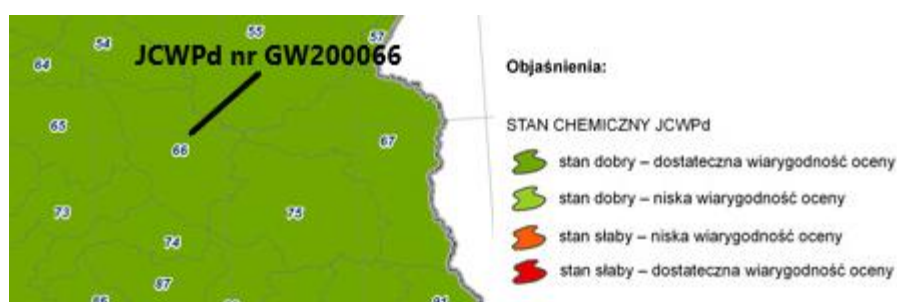 54
55
57
64
JCWPd nr GW200066
65
66
67
73
74
75
87
91
Objaśnienia:
STAN CHEMICZNY JCWPd
stan dobry – dostateczna wiarygodność oceny
stan dobry – niska wiarygodność oceny
stan słaby – niska wiarygodność oceny
stan słaby – dostateczna wiarygodność oceny